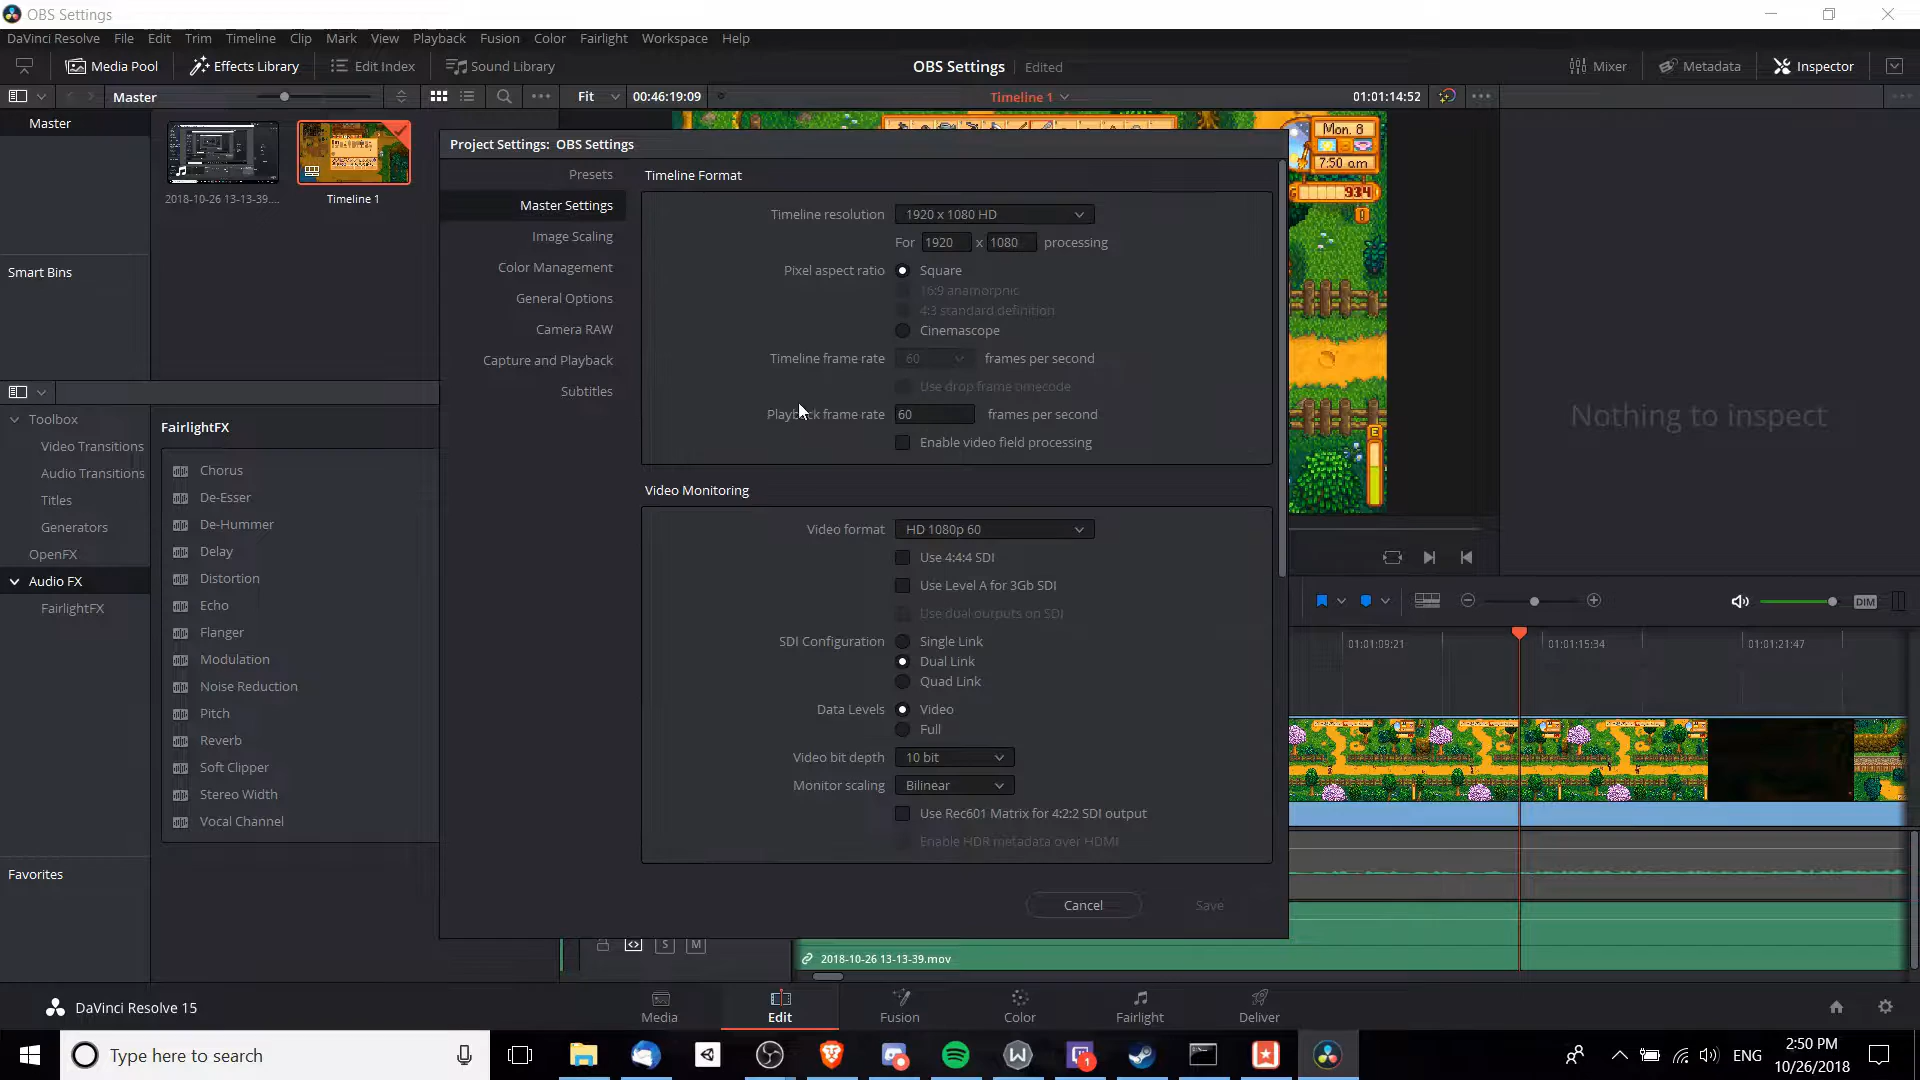 OBS Settings
DaVinci Resolve File Edit Trim Timeline Clip Mark View Playback Fusion Color Fairlight Workspace Help
Media Pool Effects Library Edit Index Sound Library OBS Settings Edited Mixer Metadata Inspector
Master Fit 00:46:19:09 Timeline 1 01:01:14:52
Master
2018-10-26 13-13-39....
Timeline 1
Smart Bins
Mon. 8
7:50 am
934
Project Settings: OBS Settings
Presets
Master Settings
Image Scaling
Color Management
General Options
Camera RAW
Capture and Playback
Subtitles
Timeline Format
Timeline resolution 1920 x 1080 HD
For 1920 x 1080 processing
Pixel aspect ratio Square
16:9 anamorphic
4:3 standard definition
Cinemascope
Timeline frame rate 60 frames per second
Use drop frame timecode
Playback frame rate 60 frames per second
Enable video field processing
Video Monitoring
Video format HD 1080p 60
Use 4:4:4 SDI
Use Level A for 3Gb SDI
Use dual outputs on SDI
SDI Configuration Single Link
Dual Link
Quad Link
Data Levels Video
Full
Video bit depth 10 bit
Monitor scaling Bilinear
Use Rec601 Matrix for 4:2:2 SDI output
Enable HDR metadata over HDMI
Cancel Save
Nothing to inspect
E
Toolbox
Video Transitions
Audio Transitions
Titles
Generators
OpenFX
Audio FX
FairlightFX
Favorites
FairlightFX
Chorus
De-Esser
De-Hummer
Delay
Distortion
Echo
Flanger
Modulation
Noise Reduction
Pitch
Reverb
Soft Clipper
Stereo Width
Vocal Channel
DIM
01:01:09:21 01:01:15:34 01:01:21:47
S M
2018-10-26 13-13-39.mov
DaVinci Resolve 15
Media Edit Fusion Color Fairlight Deliver
Type here to search
1
ENG
2:50 PM
10/26/2018